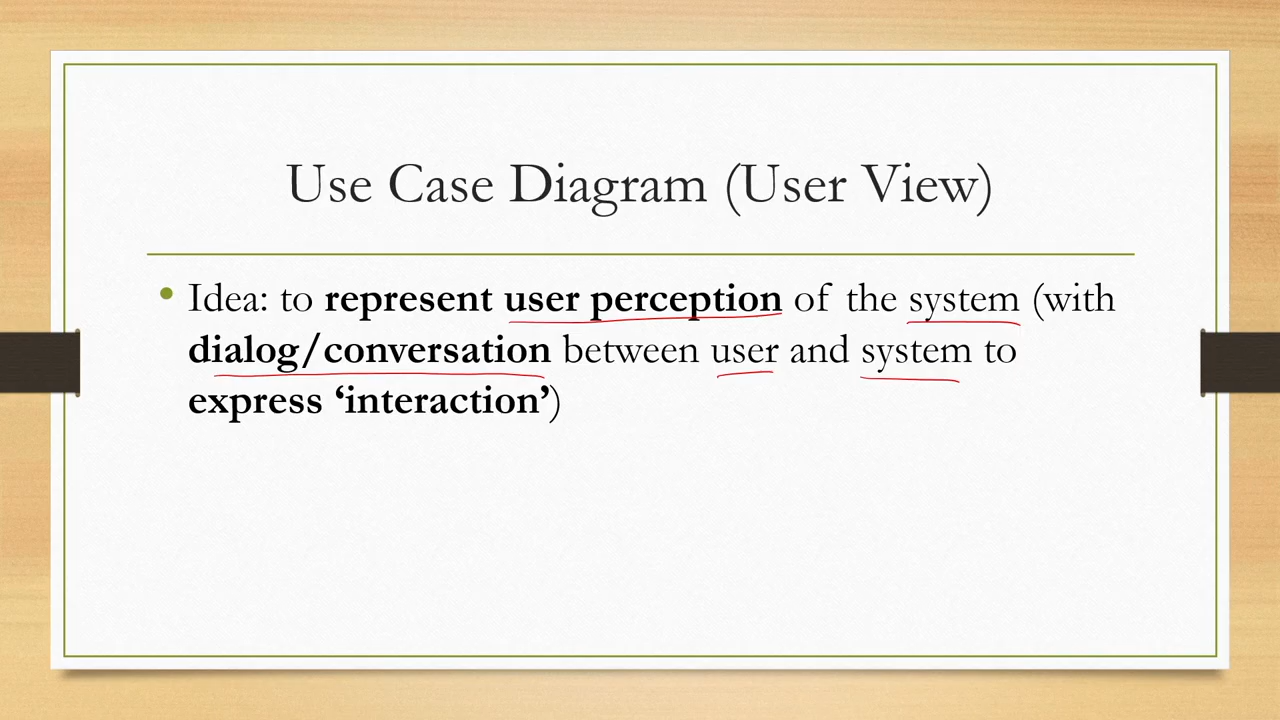 Use Case Diagram (User View)
• Idea: to represent user perception of the system (with
dialog/conversation between user and system to
express ‘interaction’)